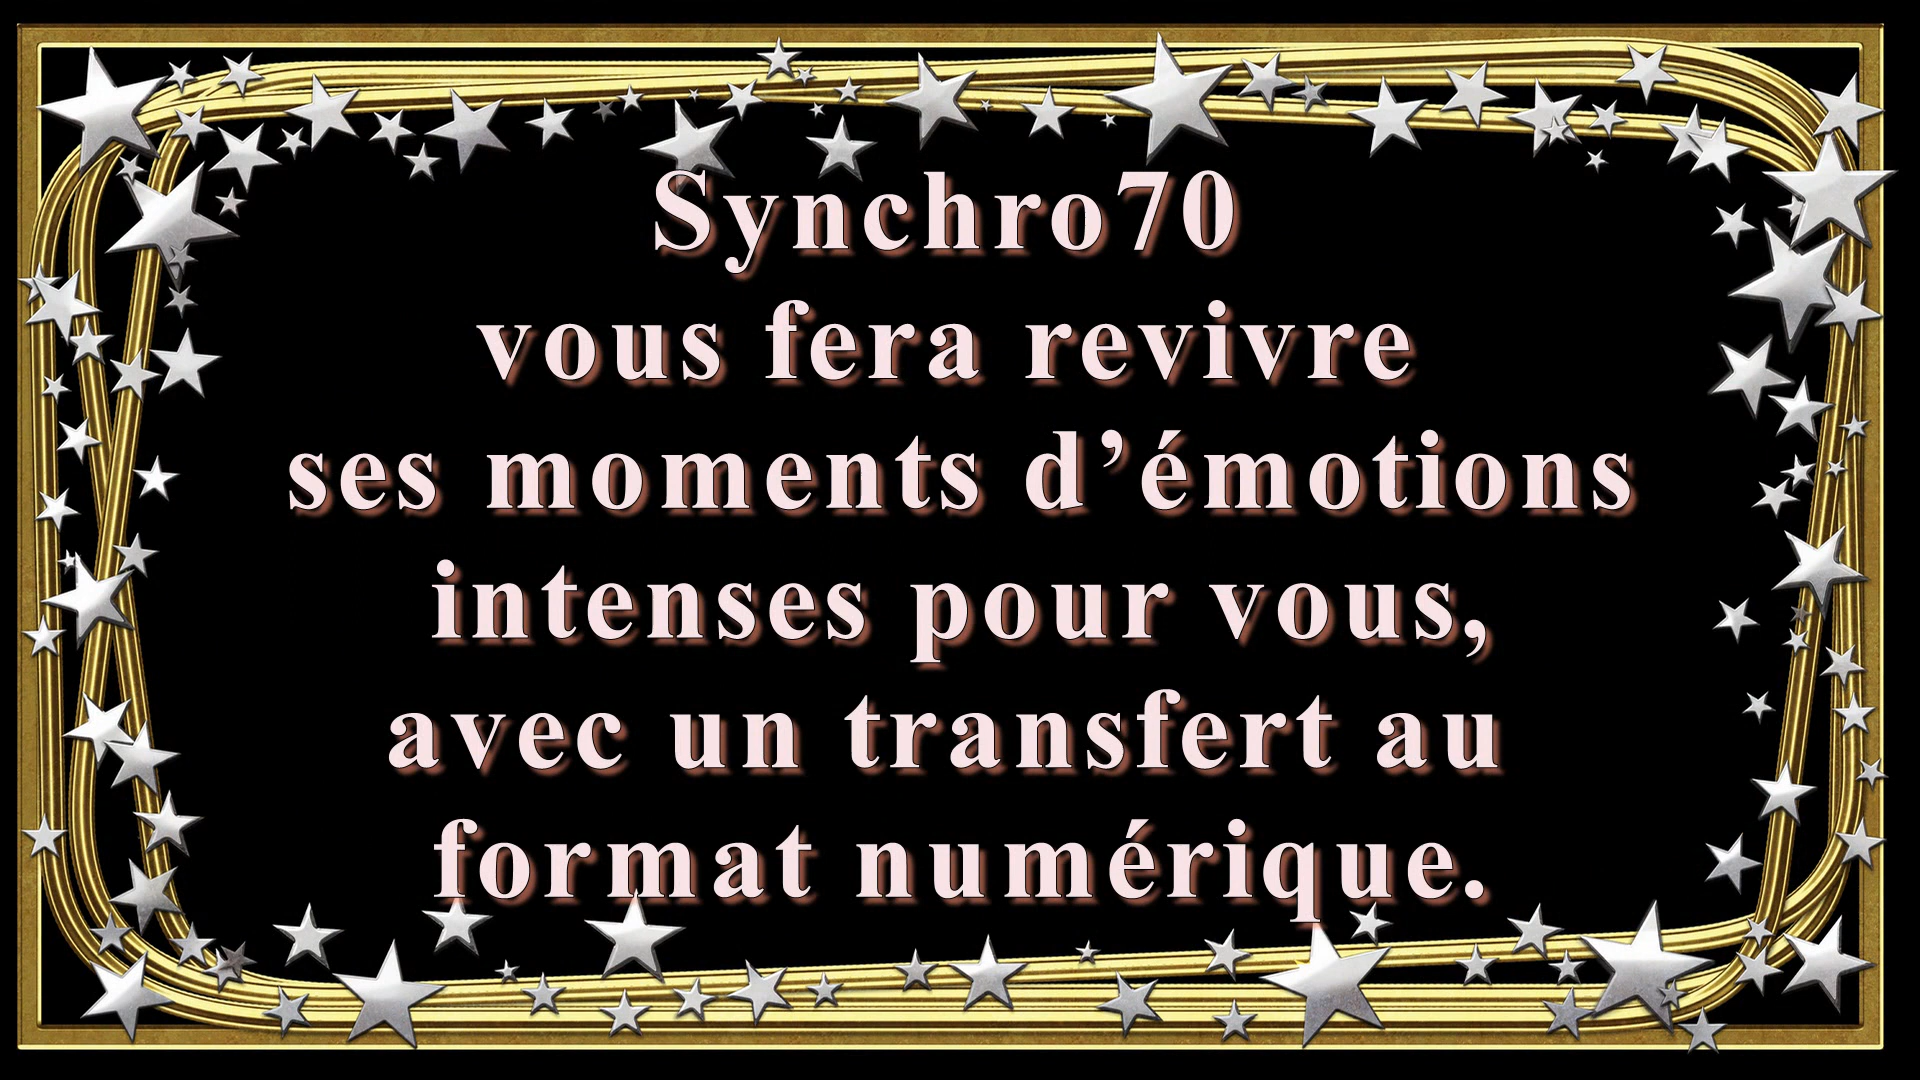 Synchro70
vous fera revivre
ses moments d’émotions
intenses pour vous,
avec un transfert au
format numérique.